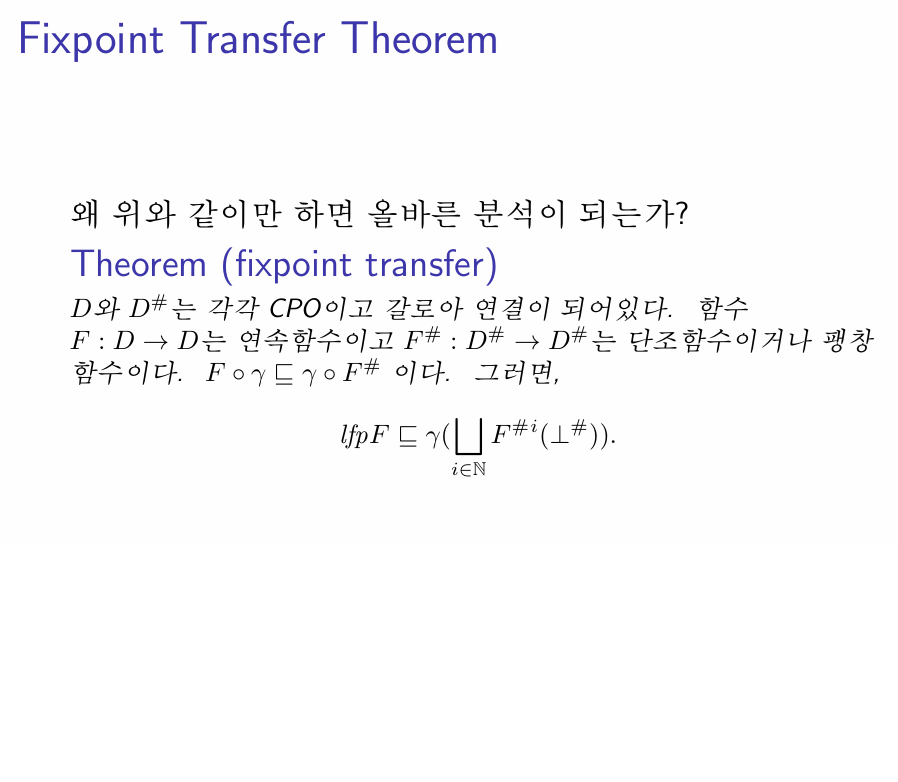 Fixpoint Transfer Theorem
왜 위와 같이만 하면 올바른 분석이 되는가?
Theorem (fixpoint transfer)
D와 D#는 각각 CPO이고 갈로아 연결이 되어있다. 함수
F : D → D는 연속함수이고 F# : D# → D#는 단조함수이거나 팽창
함수이다. F ∘ γ ⊑ γ ∘ F# 이다. 그러면,
lfpF ⊑ γ(⨆ F#i(⊥#)).
i∈ℕ